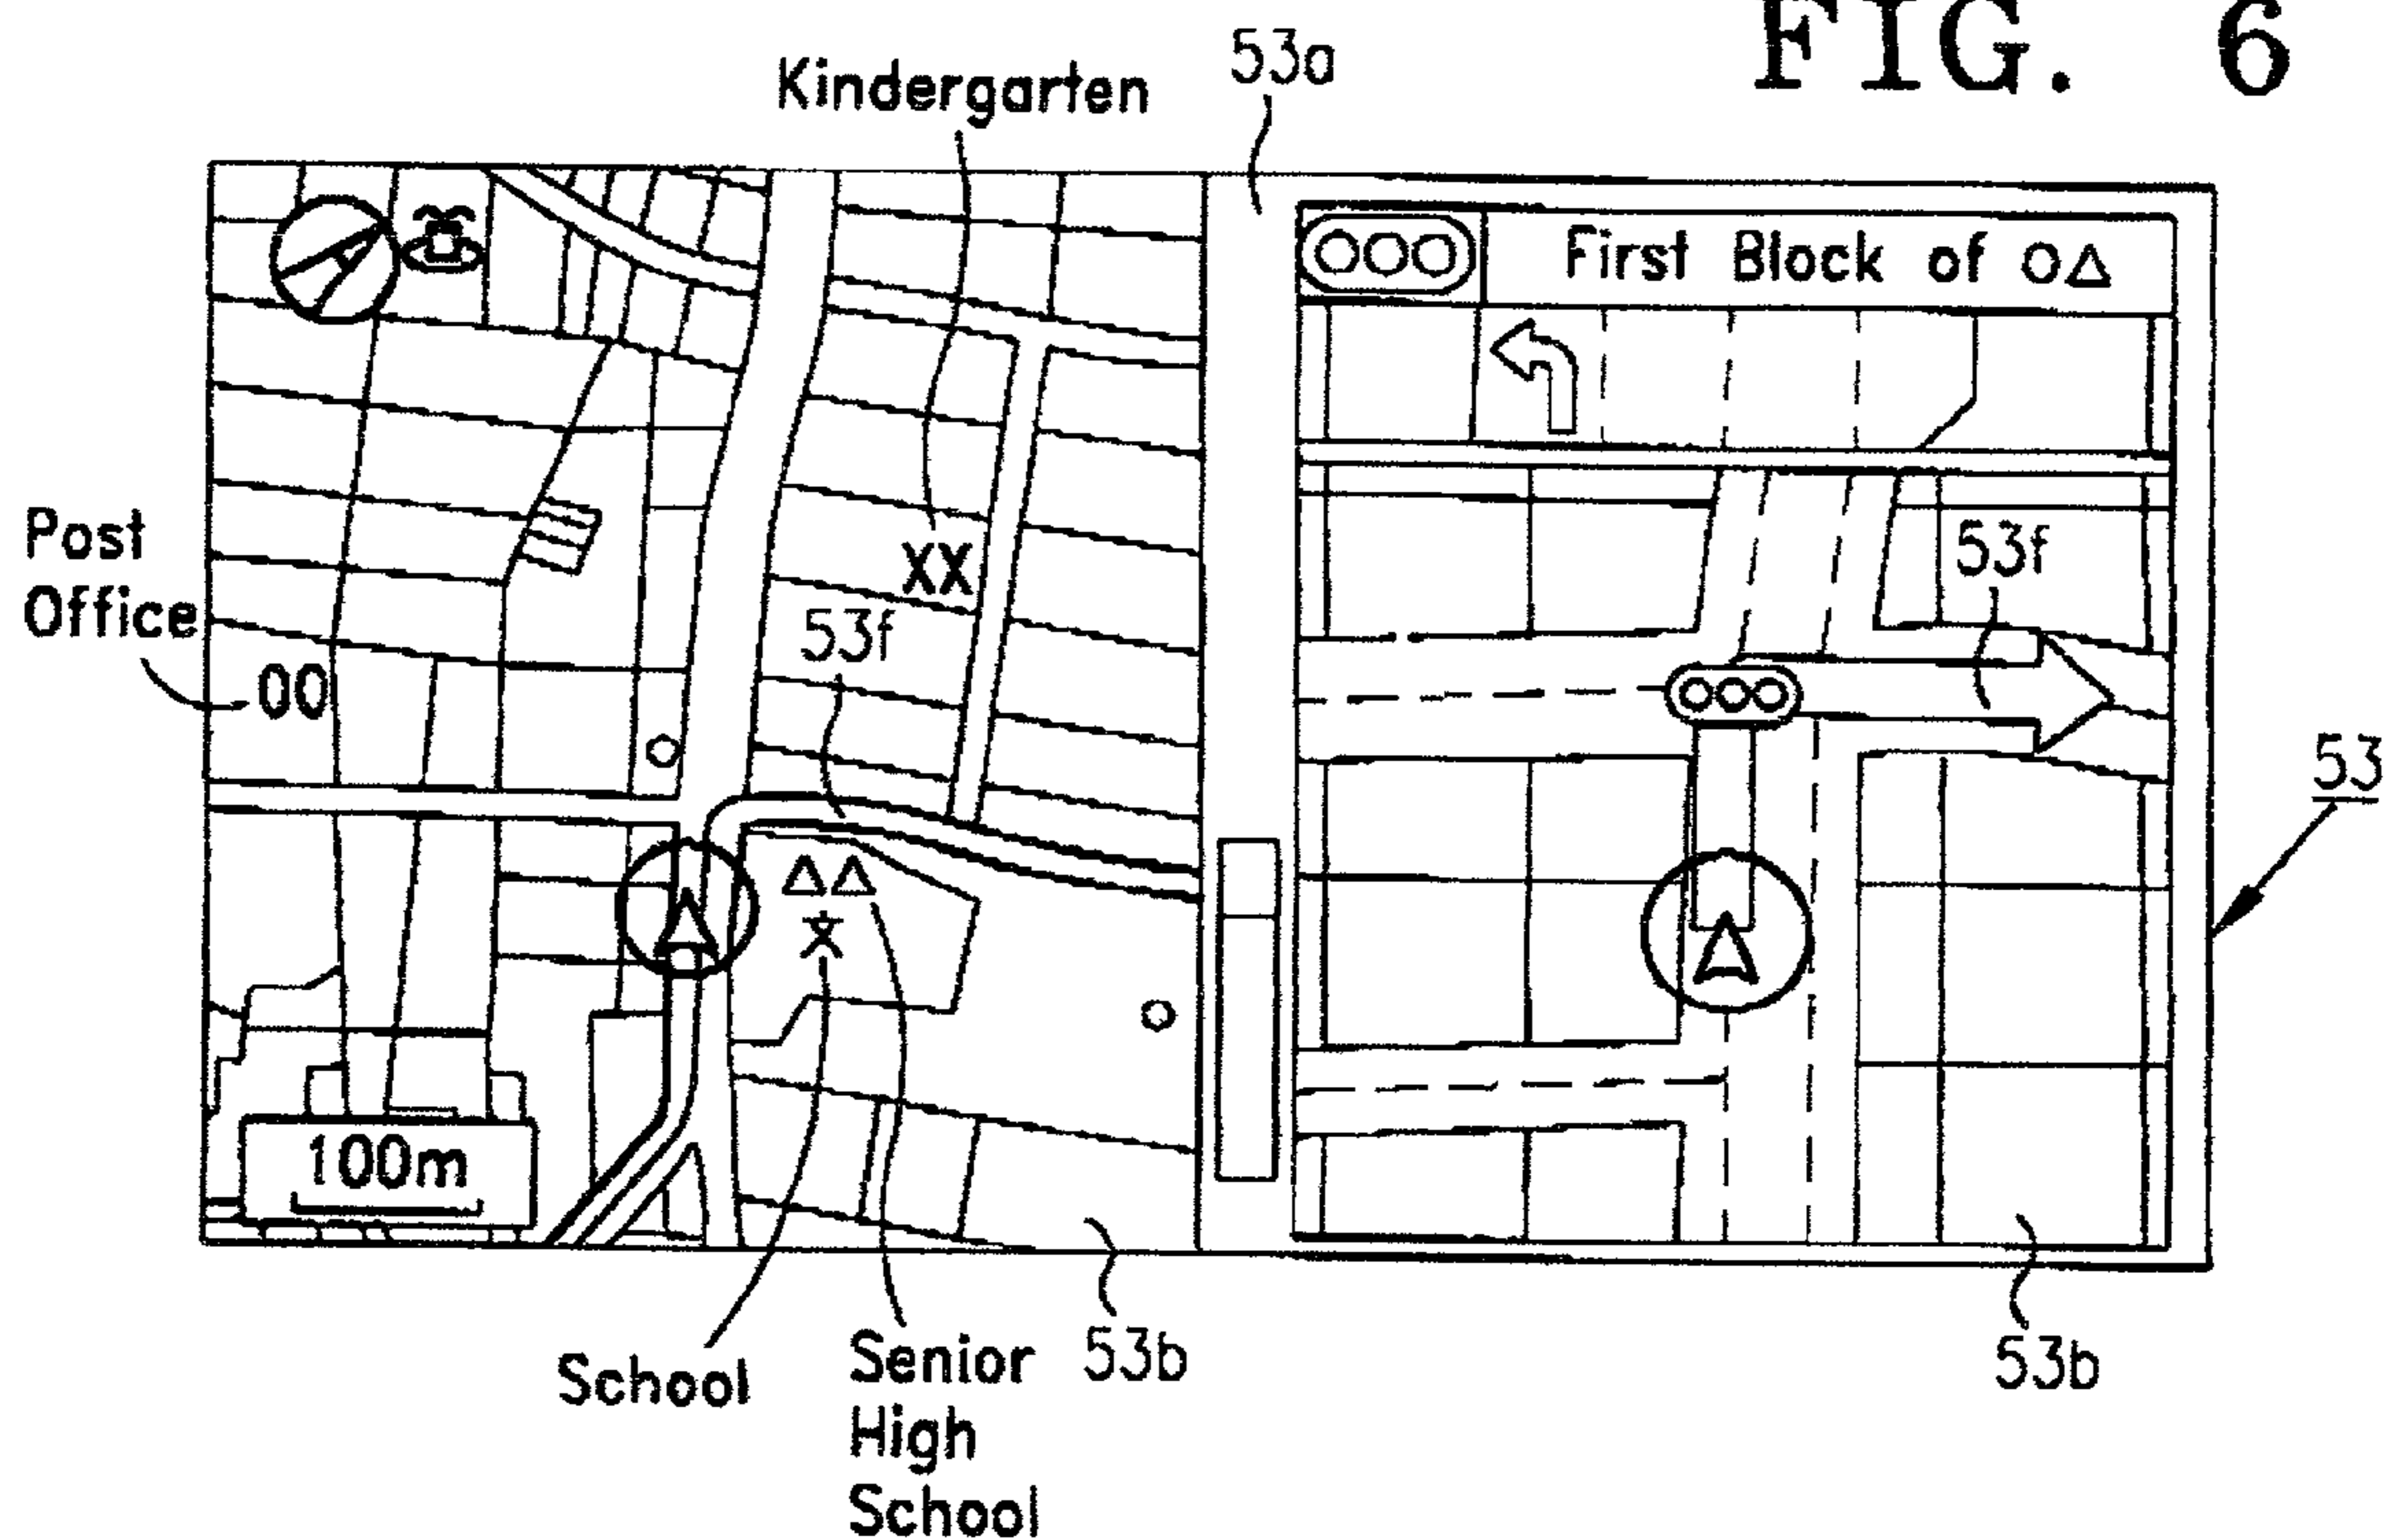 FIG. 6
53a
Kindergarten
First Block of ○△
Post
Office
XX
53f
53f
00
53
△△
文
100m
School
Senior
High
School
53b
53b